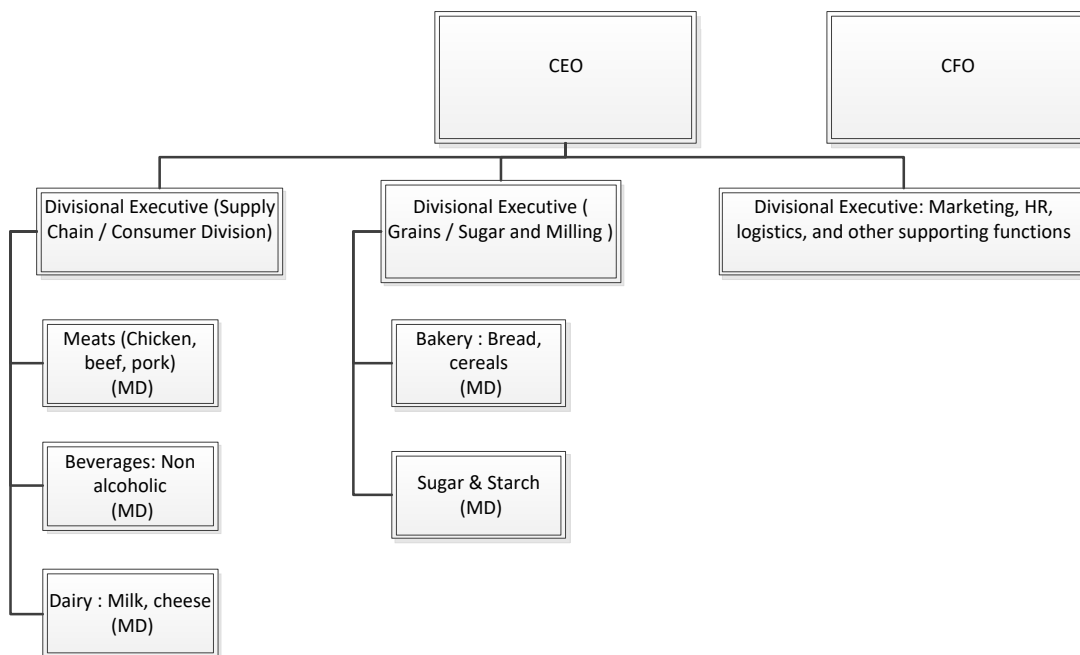 CEO
CFO
Divisional Executive (Supply
Chain / Consumer Division)
Divisional Executive (
Grains / Sugar and Milling )
Divisional Executive: Marketing, HR,
logistics, and other supporting functions
Meats (Chicken,
beef, pork)
(MD)
Bakery : Bread,
cereals
(MD)
Beverages: Non
alcoholic
(MD)
Sugar & Starch
(MD)
Dairy : Milk, cheese
(MD)